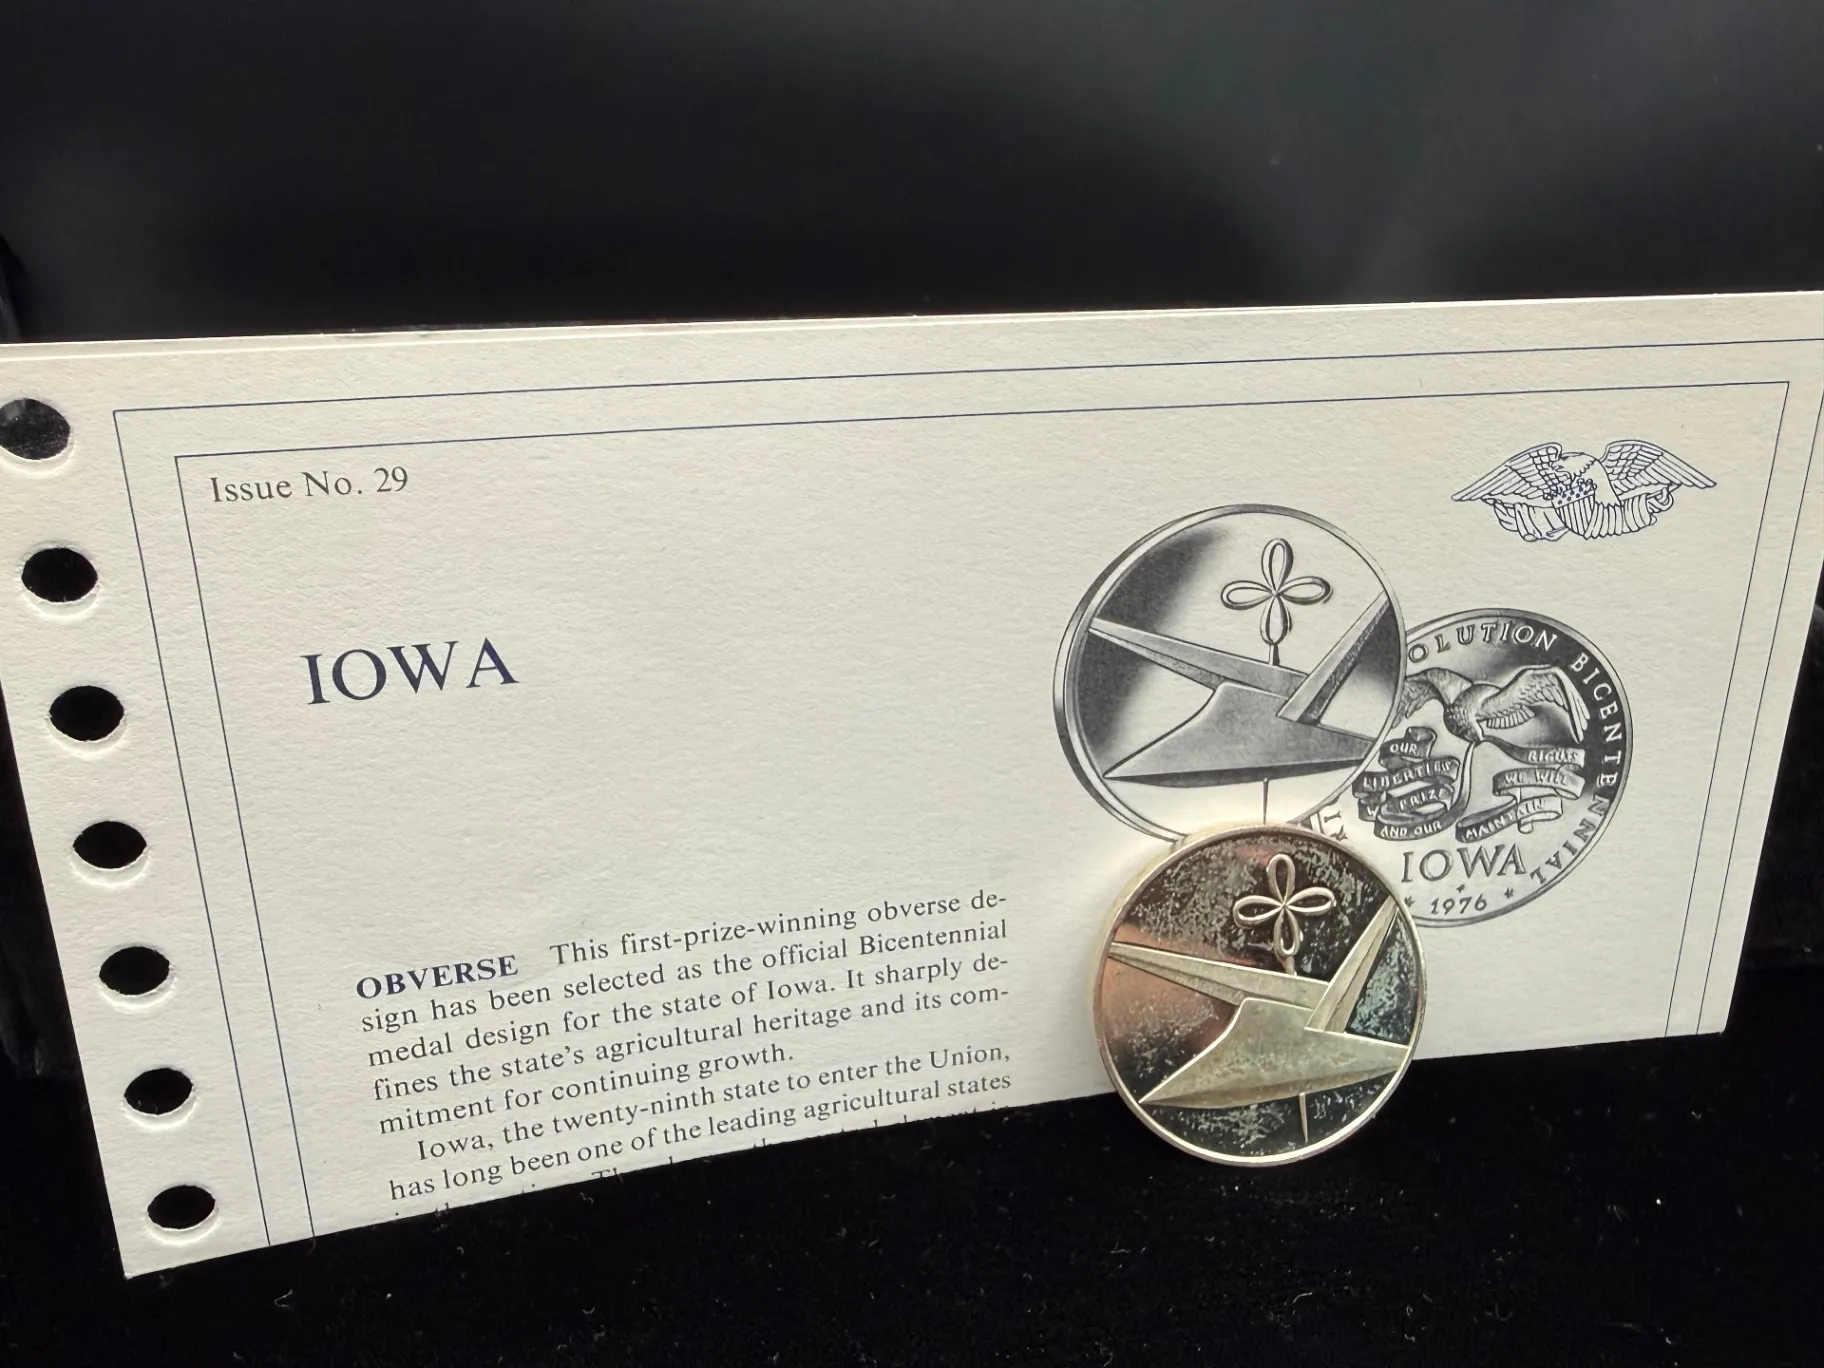 Issue No. 29
IOWA
OBVERSE This first-prize-winning obverse de-
sign has been selected as the official Bicentennial
medal design for the state of Iowa. It sharply de-
fines the state's agricultural heritage and its com-
mitment for continuing growth.
Iowa, the twenty-ninth state to enter the Union,
has long been one of the leading agricultural states
OLUTION BICENTENNIAL
OUR
LIBERTIES
WE PRIZE
AND OUR
RIGHTS
WE WILL
MAINTAIN
IOWA
* 1976 *